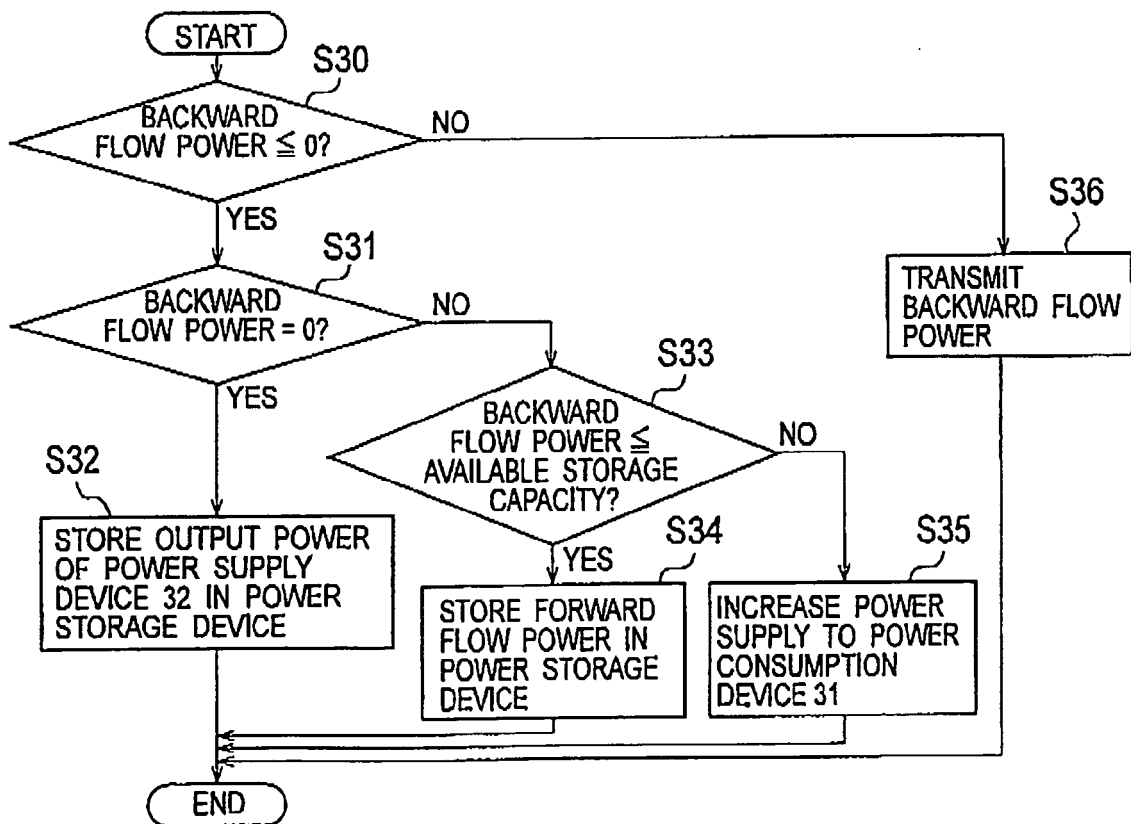 START
S30
BACKWARD
FLOW POWER ≦ 0?
NO
YES
S36
TRANSMIT
BACKWARD FLOW
POWER
S31
BACKWARD
FLOW POWER = 0?
NO
YES
S33
BACKWARD
FLOW POWER ≦
AVAILABLE STORAGE
CAPACITY?
NO
YES
S32
STORE OUTPUT POWER
OF POWER SUPPLY
DEVICE 32 IN POWER
STORAGE DEVICE
S34
STORE FORWARD
FLOW POWER IN
POWER STORAGE
DEVICE
S35
INCREASE POWER
SUPPLY TO POWER
CONSUMPTION
DEVICE 31
END